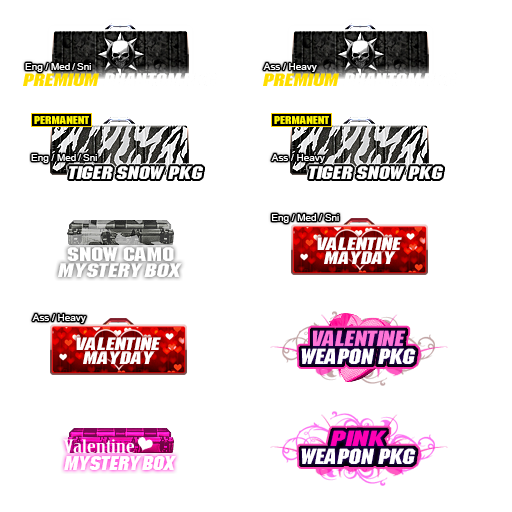 Eng / Med / Sni
PREMIUM PHANTOM
Ass / Heavy
PREMIUM PHANTOM
PERMANENT
Eng / Med / Sni
TIGER SNOW PKG
PERMANENT
Ass / Heavy
TIGER SNOW PKG
SNOW CAMO
MYSTERY BOX
Eng / Med / Sni
VALENTINE
MAYDAY
Ass / Heavy
VALENTINE
MAYDAY
VALENTINE
WEAPON PKG
Valentine
MYSTERY BOX
PINK
WEAPON PKG